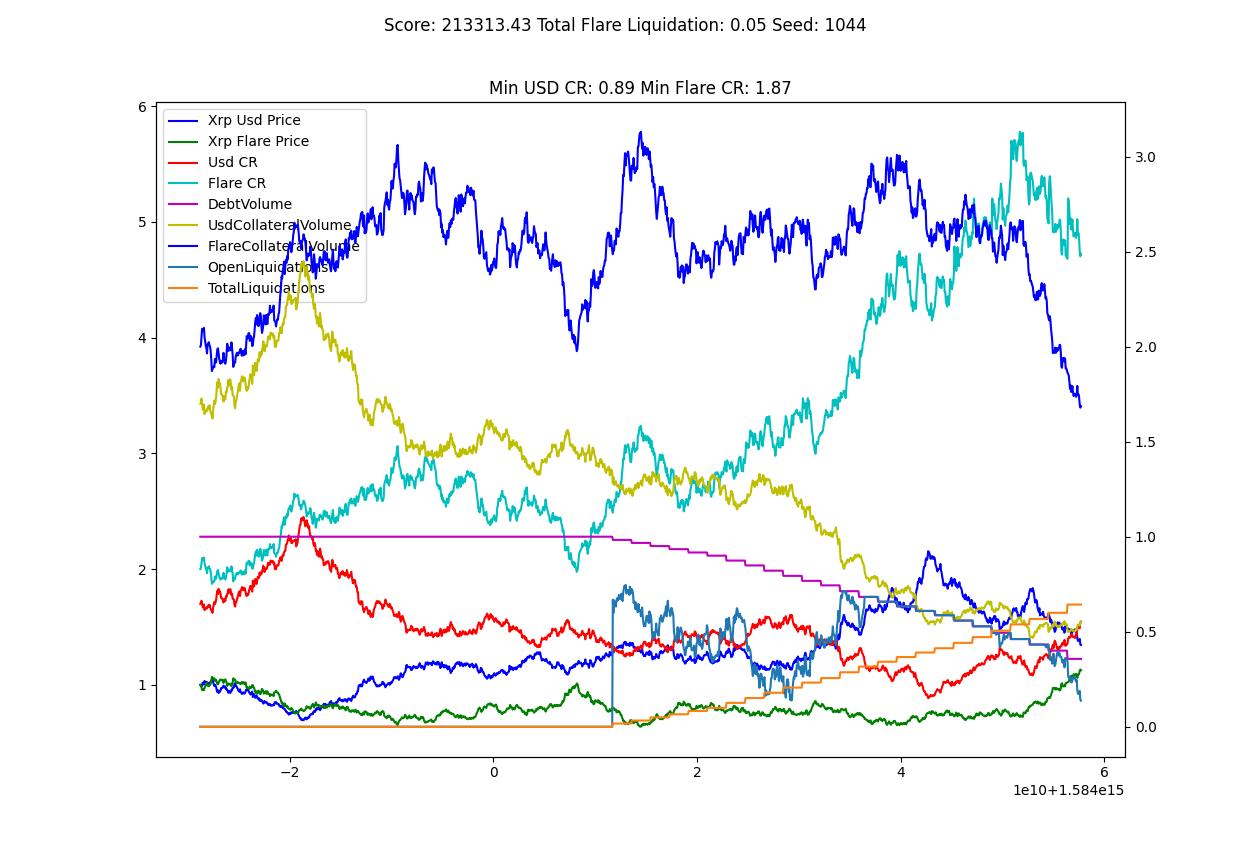 Score: 213313.43 Total Flare Liquidation: 0.05 Seed: 1044
Min USD CR: 0.89 Min Flare CR: 1.87
Xrp Usd Price
Xrp Flare Price
Usd CR
Flare CR
DebtVolume
UsdCollateralVolume
FlareCollateralVolume
OpenLiquidations
TotalLiquidations
6
5
4
3
2
1
3.0
2.5
2.0
1.5
1.0
0.5
0.0
−2
0
2
4
6
1e10+1.584e15